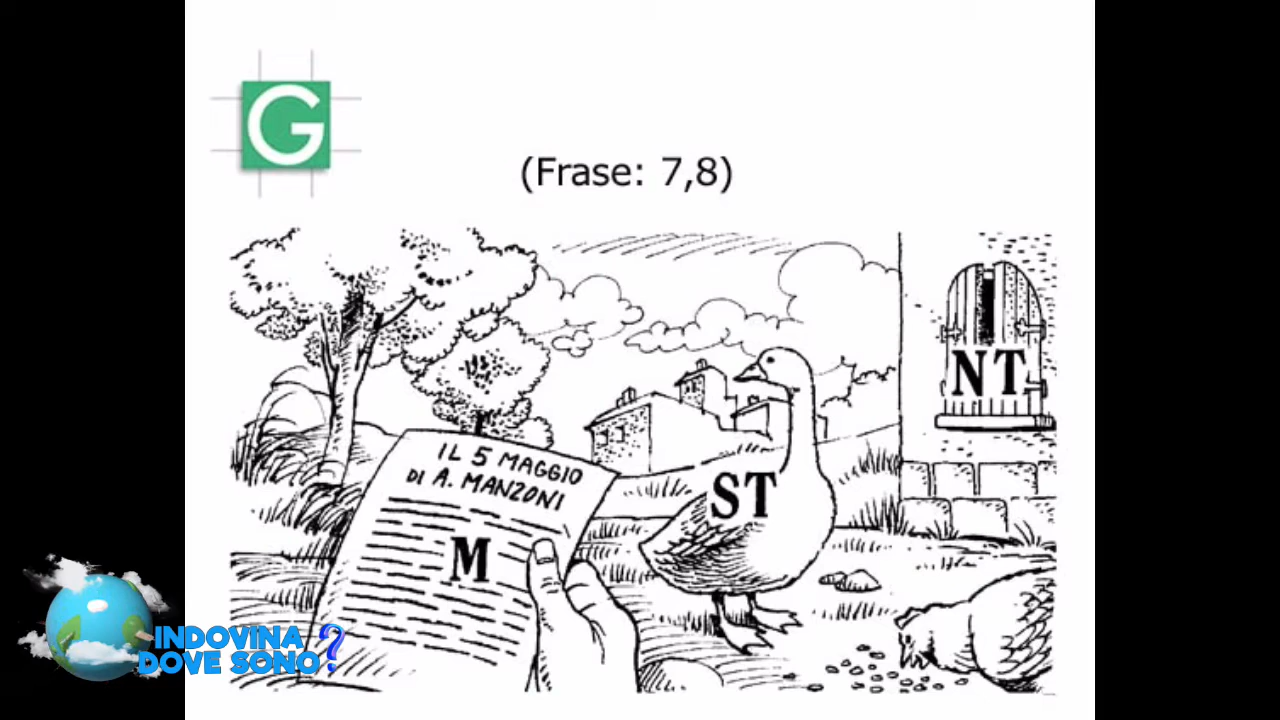 G
(Frase: 7,8)
NT
IL 5 MAGGIO
DI A. MANZONI
ST
M
INDOVINA
DOVE SONO?